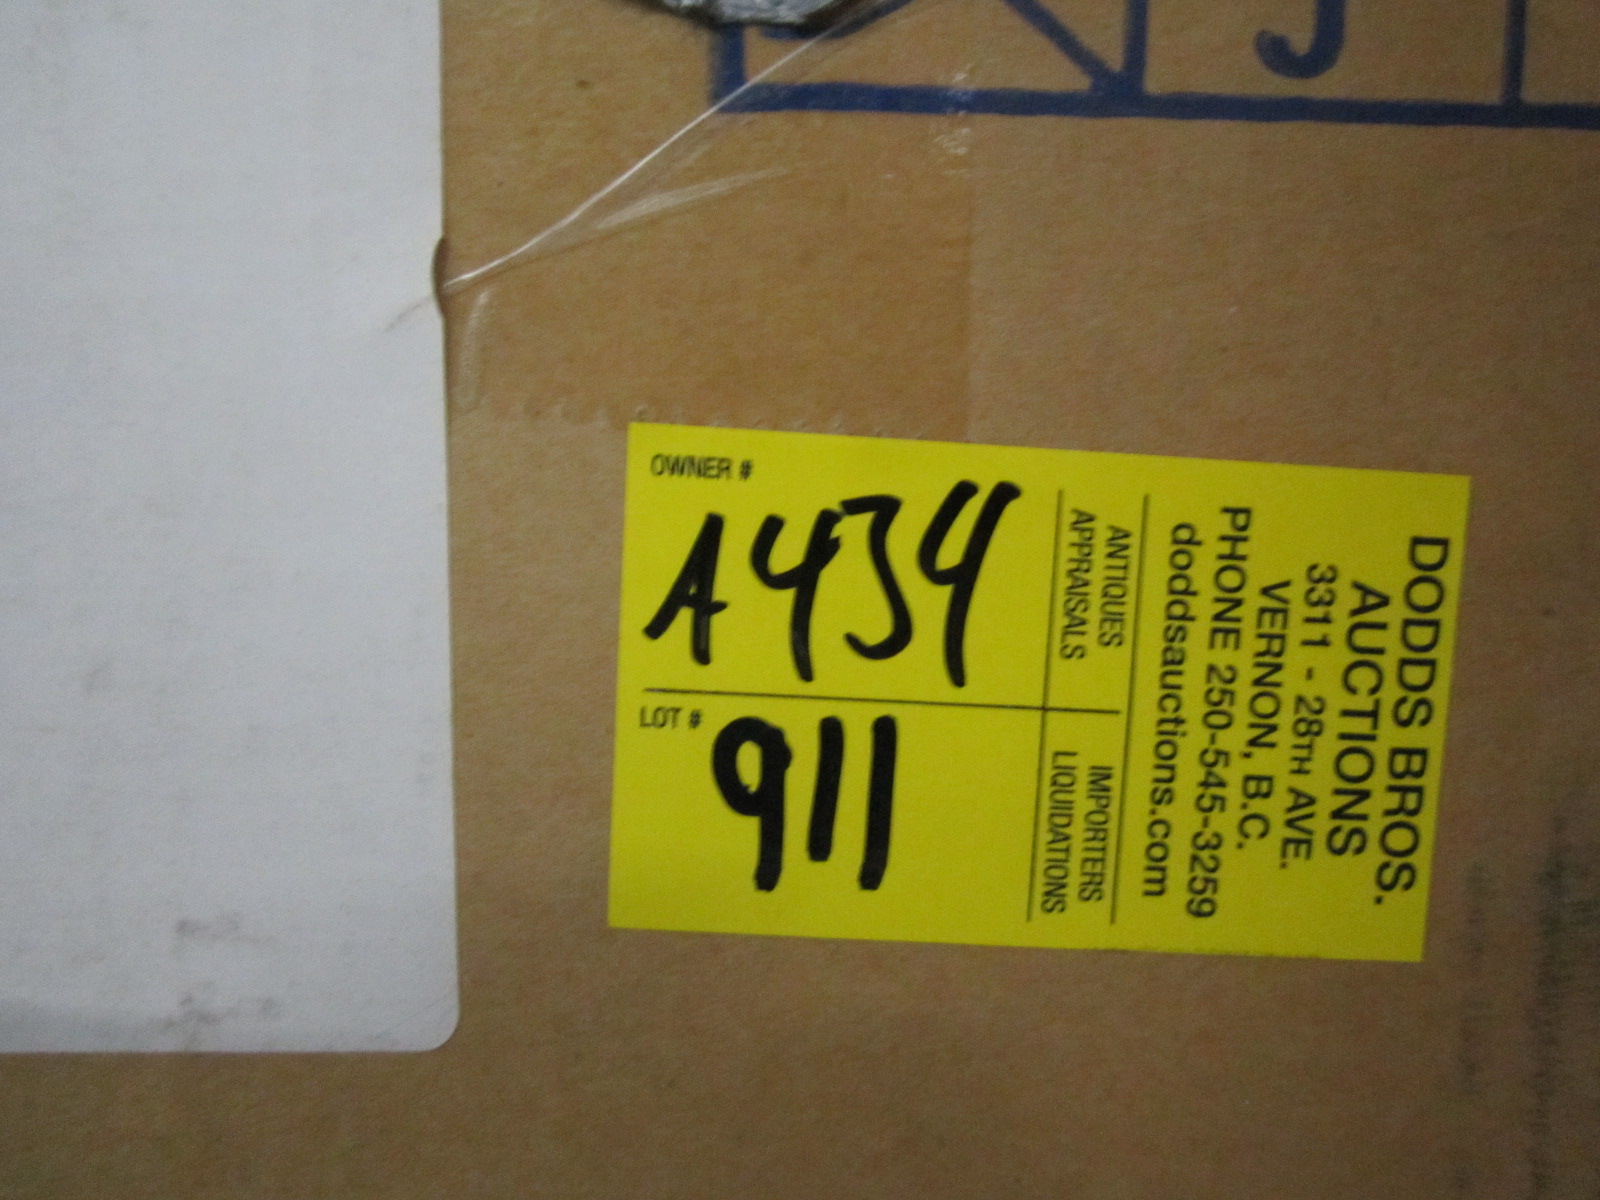 DODDS BROS.
AUCTIONS
3311 - 28TH AVE.
VERNON, B.C.
PHONE 250-545-3259
doddsauctions.com
ANTIQUES
APPRAISALS
IMPORTERS
LIQUIDATIONS
OWNER #
A434
LOT #
911
J